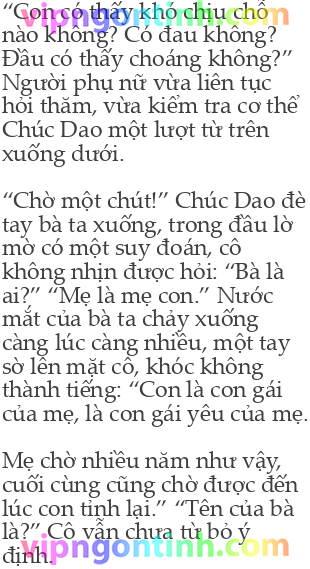 “Con có thấy khó chịu chỗ
nào không? Có đau không?
Đầu có thấy choáng không?”
Người phụ nữ vừa liên tục
hỏi thăm, vừa kiểm tra cơ thể
Chúc Dao một lượt từ trên
xuống dưới.
“Chờ một chút!” Chúc Dao đè
tay bà ta xuống, trong đầu lờ
mờ có một suy đoán, cô
không nhịn được hỏi: “Bà là
ai?” “Mẹ là mẹ con.” Nước
mắt của bà ta chảy xuống
càng lúc càng nhiều, một tay
sờ lên mặt cô, khóc không
thành tiếng: “Con là con gái
của mẹ, là con gái yêu của mẹ.
Mẹ chờ nhiều năm như vậy,
cuối cùng cũng chờ được đến
lúc con tỉnh lại.” “Tên của bà
là?” Cô vẫn chưa từ bỏ ý
định.
vipngontinh.com
vipngontinh.com